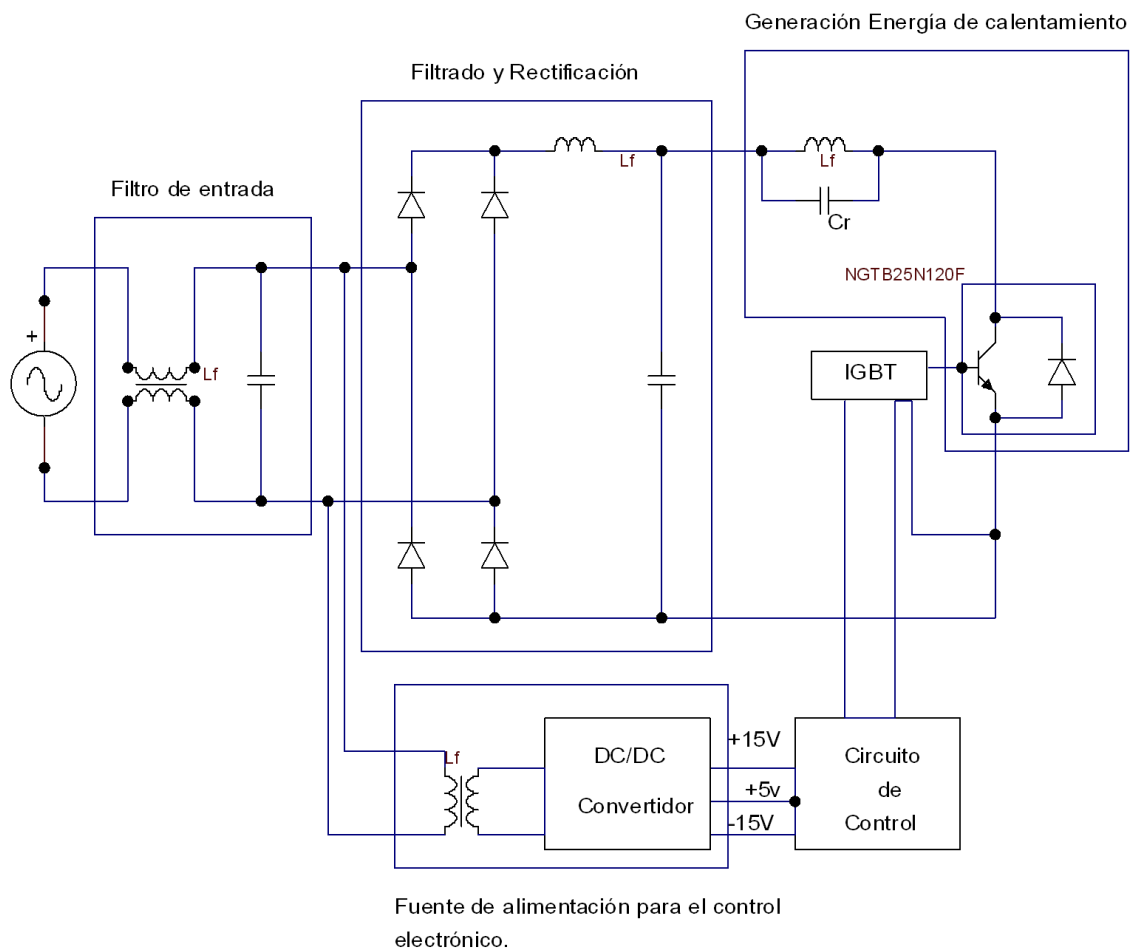 Generación Energía de calentamiento
Filtrado y Rectificación
Filtro de entrada
Lf
Lf
Cr
NGTB25N120F
+
Lf
IGBT
Lf
DC/DC
Convertidor
+15V
+5v
-15V
Circuito
de
Control
Fuente de alimentación para el control
electrónico.